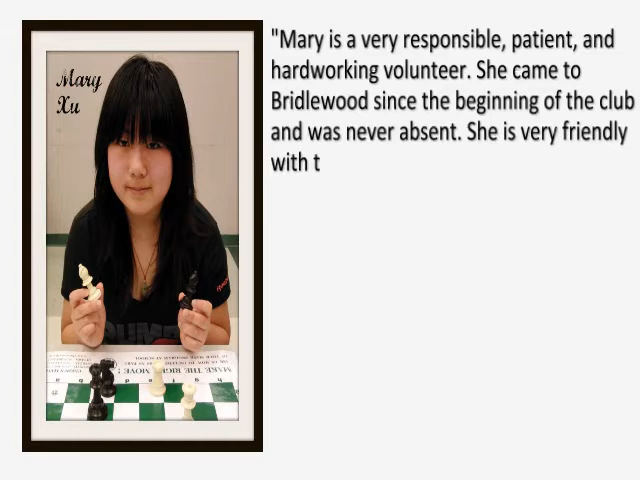 Mary
Xu
"Mary is a very responsible, patient, and
hardworking volunteer. She came to
Bridlewood since the beginning of the club
and was never absent. She is very friendly
with t
MAKE THE RIGHT MOVE!